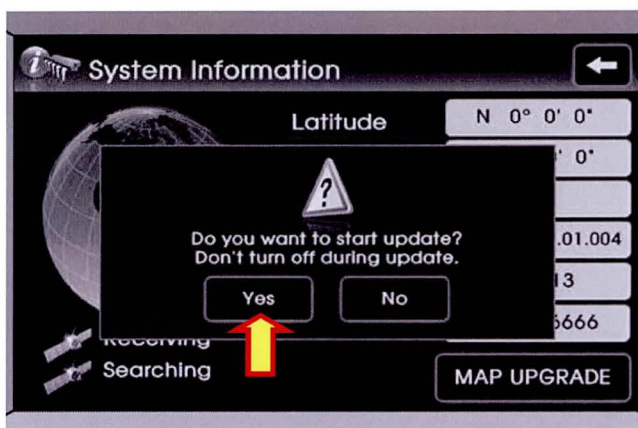 System Information
Latitude
N 0° 0' 0"
' 0"
Do you want to start update?
Don't turn off during update.
.01.004
13
Yes
No
6666
Receiving
Searching
MAP UPGRADE